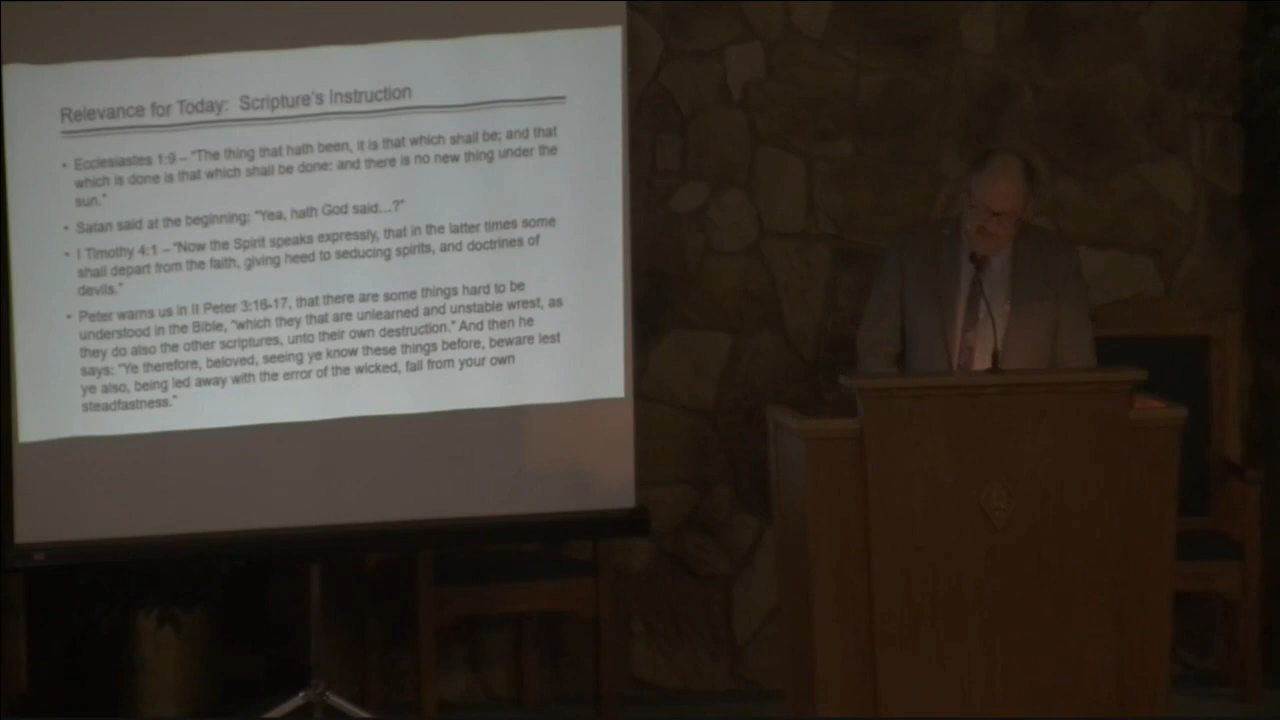 Relevance for Today: Scripture's Instruction
• Ecclesiastes 1:9 – "The thing that hath been, it is that which shall be; and that
which is done is that which shall be done: and there is no new thing under the
sun."
• Satan said at the beginning: "Yea, hath God said...?"
• I Timothy 4:1 – "Now the Spirit speaks expressly, that in the latter times some
shall depart from the faith, giving heed to seducing spirits, and doctrines of
devils."
• Peter warns us in II Peter 3:16-17, that there are some things hard to be
understood in the Bible, "which they that are unlearned and unstable wrest, as
they do also the other scriptures, unto their own destruction." And then he
says: "Ye therefore, beloved, seeing ye know these things before, beware lest
ye also, being led away with the error of the wicked, fall from your own
steadfastness."